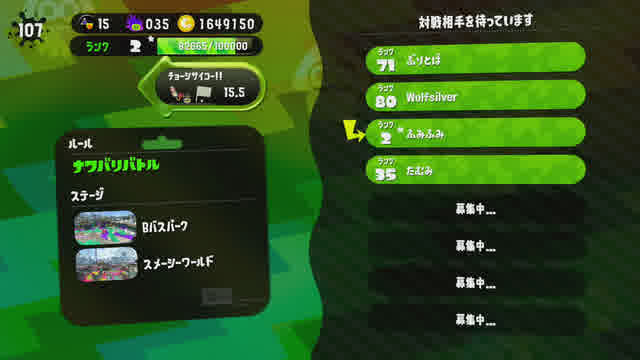 107
15
035
1649150
ランク 2 82665/100000
チョーシサイコー!!
15.5
ルール
ナワバリバトル
ステージ
Bバスパーク
スメーシーワールド
対戦相手を待っています
ランク 71 ぷりとば
ランク 80 Wolfsilver
ランク 2 ふみふみ
ランク 35 たむみ
募集中...
募集中...
募集中...
募集中...